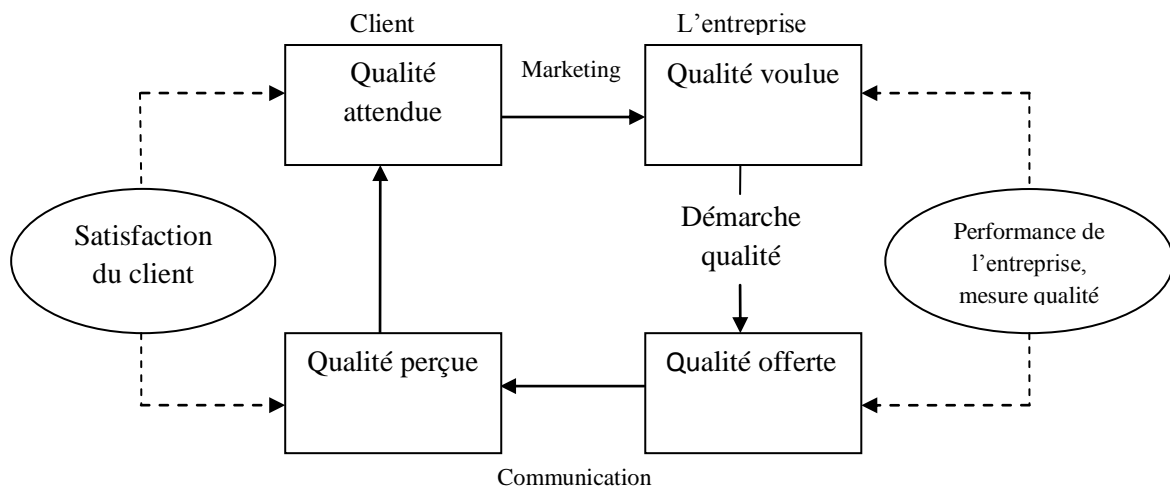 Client
L'entreprise
Qualité
attendue
Marketing
Qualité voulue
Satisfaction
du client
Démarche
qualité
Performance de
l'entreprise,
mesure qualité
Qualité perçue
Qualité offerte
Communication